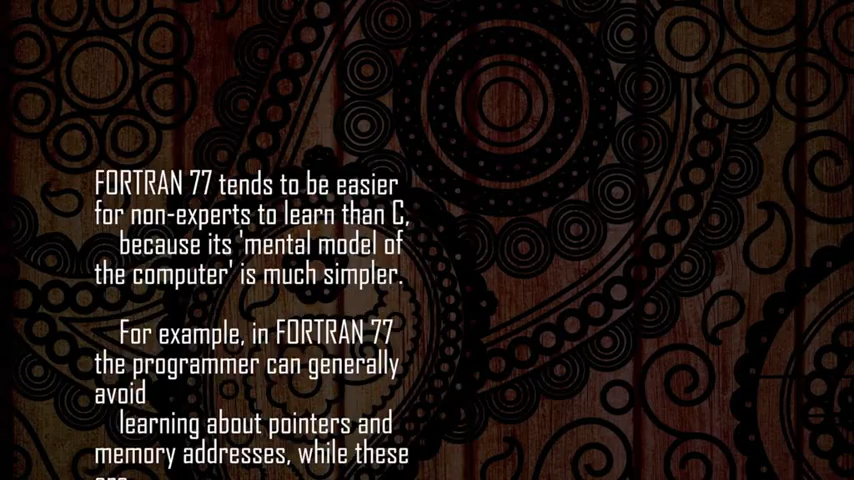 FORTRAN 77 tends to be easier
for non-experts to learn than C,
because its 'mental model of
the computer' is much simpler.
For example, in FORTRAN 77
the programmer can generally
avoid
learning about pointers and
memory addresses, while these